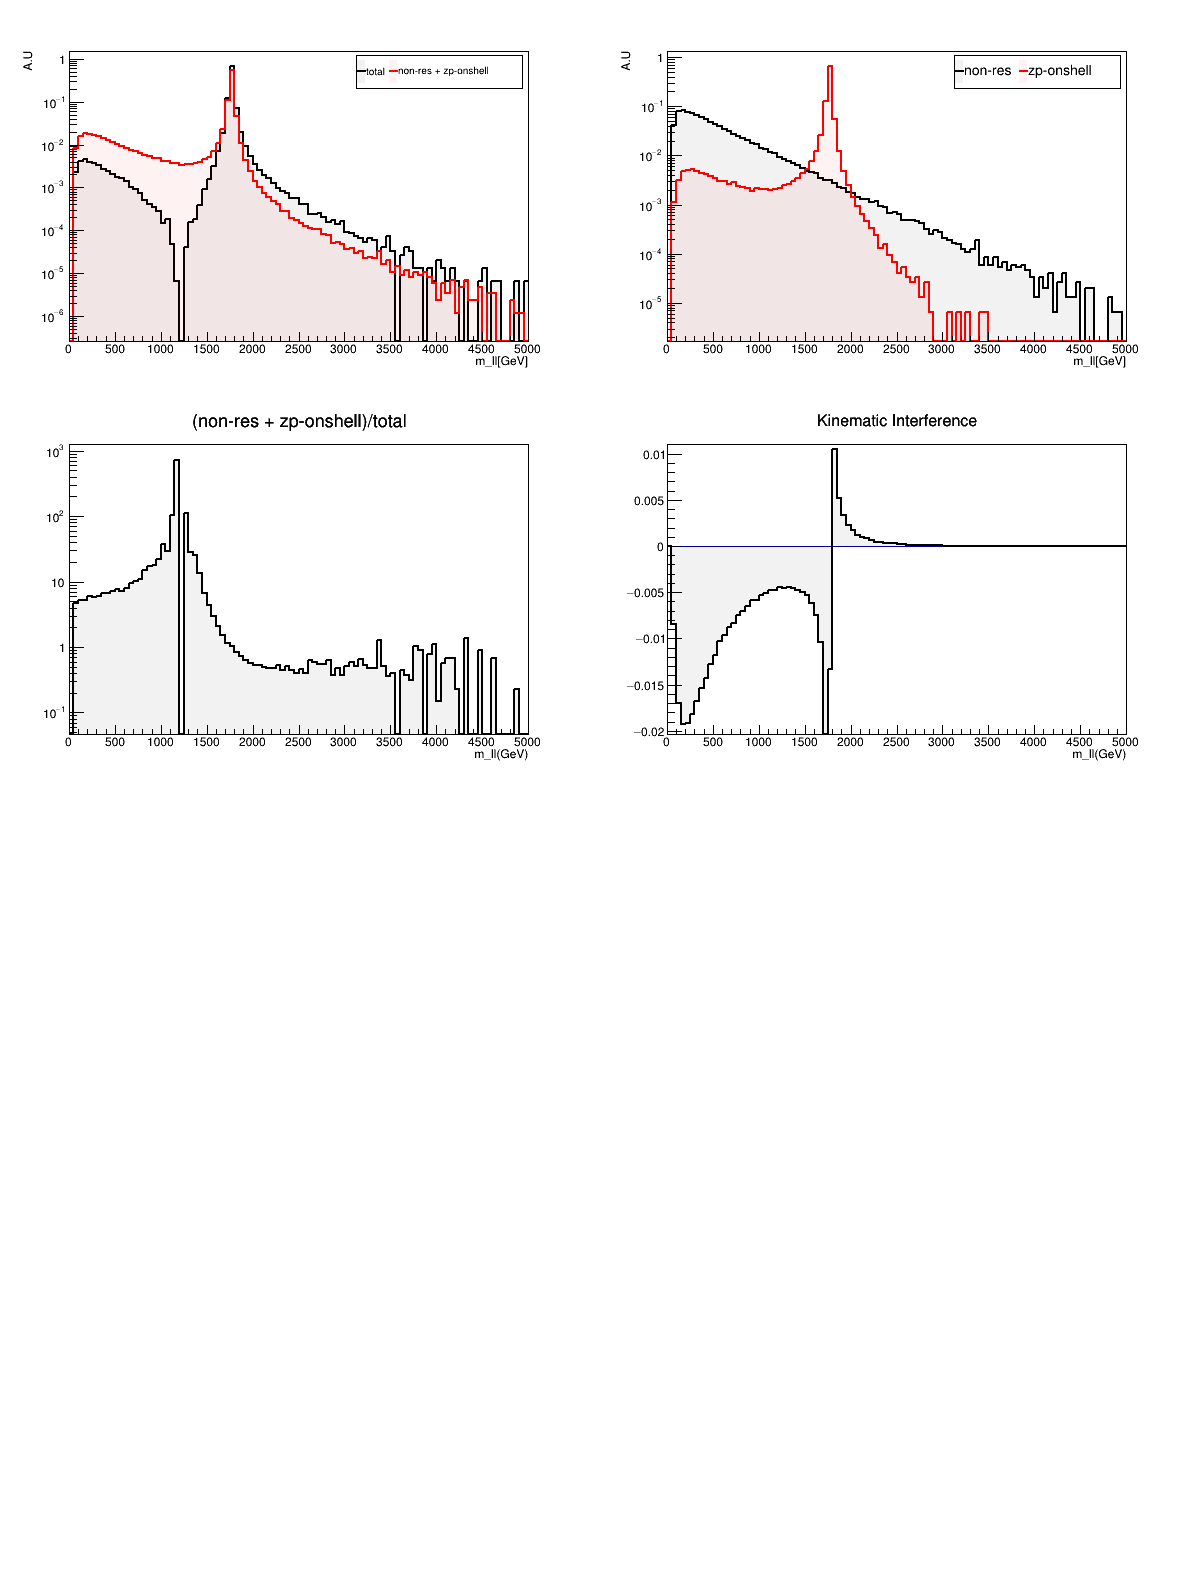 A.U
total non-res + zp-onshell
1
10⁻¹
10⁻²
10⁻³
10⁻⁴
10⁻⁵
10⁻⁶
0 500 1000 1500 2000 2500 3000 3500 4000 4500 5000
m_ll[GeV]
A.U
non-res zp-onshell
1
10⁻¹
10⁻²
10⁻³
10⁻⁴
10⁻⁵
0 500 1000 1500 2000 2500 3000 3500 4000 4500 5000
m_ll[GeV]
(non-res + zp-onshell)/total
10³
10²
10
1
10⁻¹
0 500 1000 1500 2000 2500 3000 3500 4000 4500 5000
m_ll(GeV)
Kinematic Interference
0.01
0.005
0
−0.005
−0.01
−0.015
−0.02
0 500 1000 1500 2000 2500 3000 3500 4000 4500 5000
m_ll(GeV)